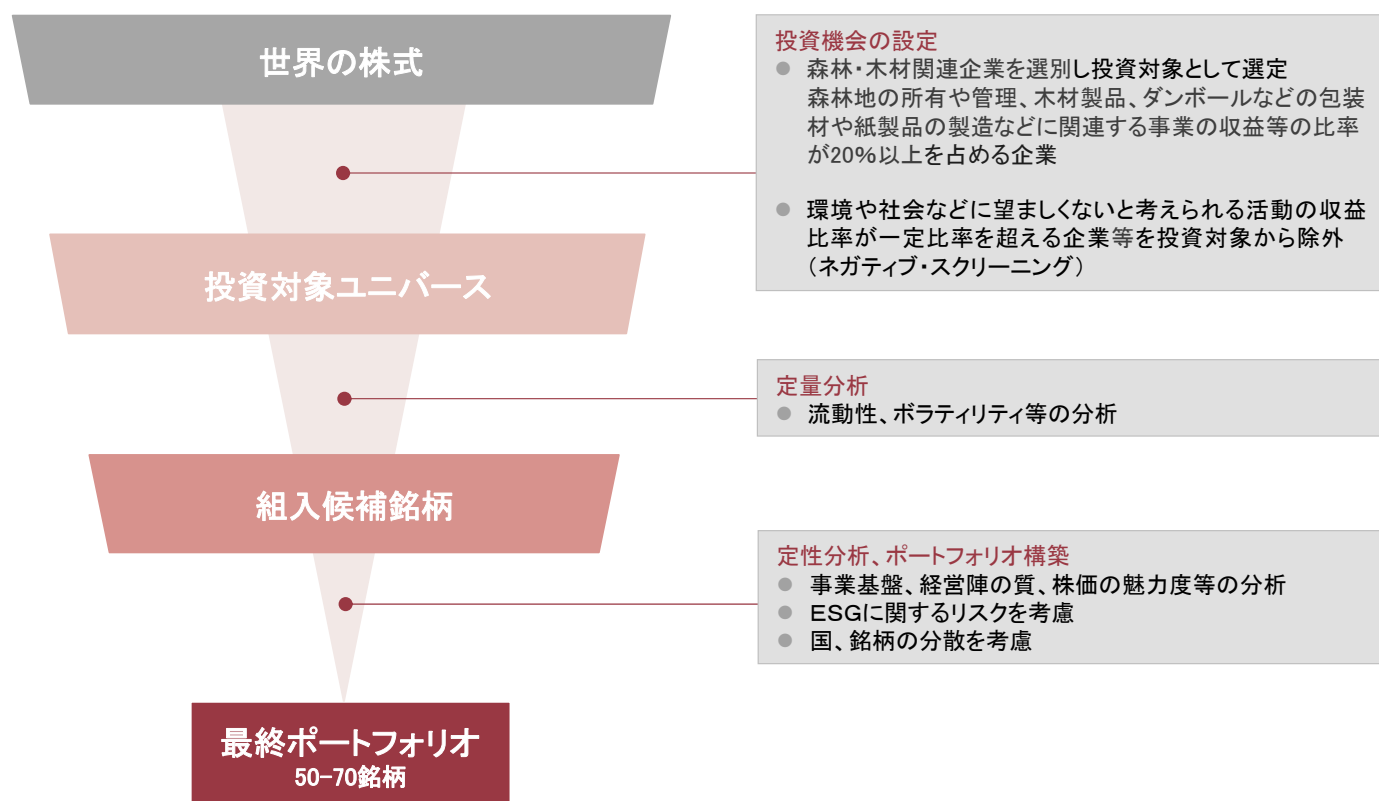 世界の株式
投資機会の設定
● 森林・木材関連企業を選別し投資対象として選定
森林地の所有や管理、木材製品、ダンボールなどの包装
材や紙製品の製造などに関連する事業の収益等の比率
が20%以上を占める企業
● 環境や社会などに望ましくないと考えられる活動の収益
比率が一定比率を超える企業等を投資対象から除外
（ネガティブ・スクリーニング）
投資対象ユニバース
定量分析
● 流動性、ボラティリティ等の分析
組入候補銘柄
定性分析、ポートフォリオ構築
● 事業基盤、経営陣の質、株価の魅力度等の分析
● ESGに関するリスクを考慮
● 国、銘柄の分散を考慮
最終ポートフォリオ
50-70銘柄